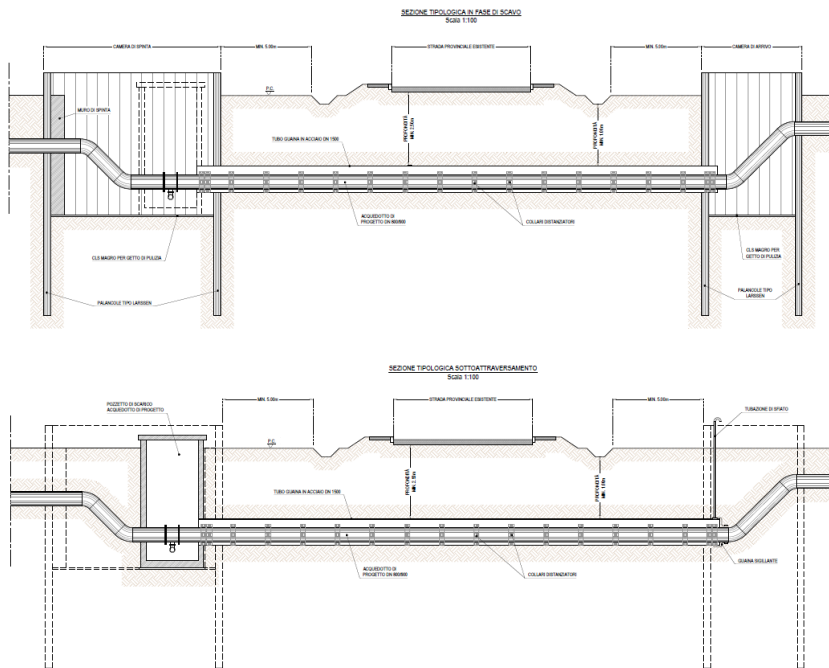 SEZIONE TIPOLOGICA IN FASE DI SCAVO
Scala 1:100
CAMERA DI SPINTA
MIN. 5.00m
STRADA PROVINCIALE ESISTENTE
MIN. 5.00m
CAMERA DI ARRIVO
P.C.
MURO DI SPINTA
PROFONDITÀ
PROFONDITÀ
TUBO GUAINA IN ACCIAIO DN 1500
ACQUEDOTTO DI
PROGETTO DN 800/900
COLLARI DISTANZIATORI
CLS MAGRO PER GETTO DI PULIZIA
CLS MAGRO PER
GETTO DI PULIZIA
PALANCOLE TIPO
LARSSEN
PALANCOLE TIPO
LARSSEN
SEZIONE TIPOLOGICA SOTTOATTRAVERSAMENTO
Scala 1:100
POZZETTO DI SCARICO
ACQUEDOTTO DI PROGETTO
MIN. 5.00m
STRADA PROVINCIALE ESISTENTE
MIN. 5.00m
TUBAZIONE DI SFIATO
P.C.
PROFONDITÀ
PROFONDITÀ
TUBO GUAINA IN ACCIAIO DN 1500
ACQUEDOTTO DI
PROGETTO DN
COLLARI DISTANZIATORI
GUAINA SIGILLANTE